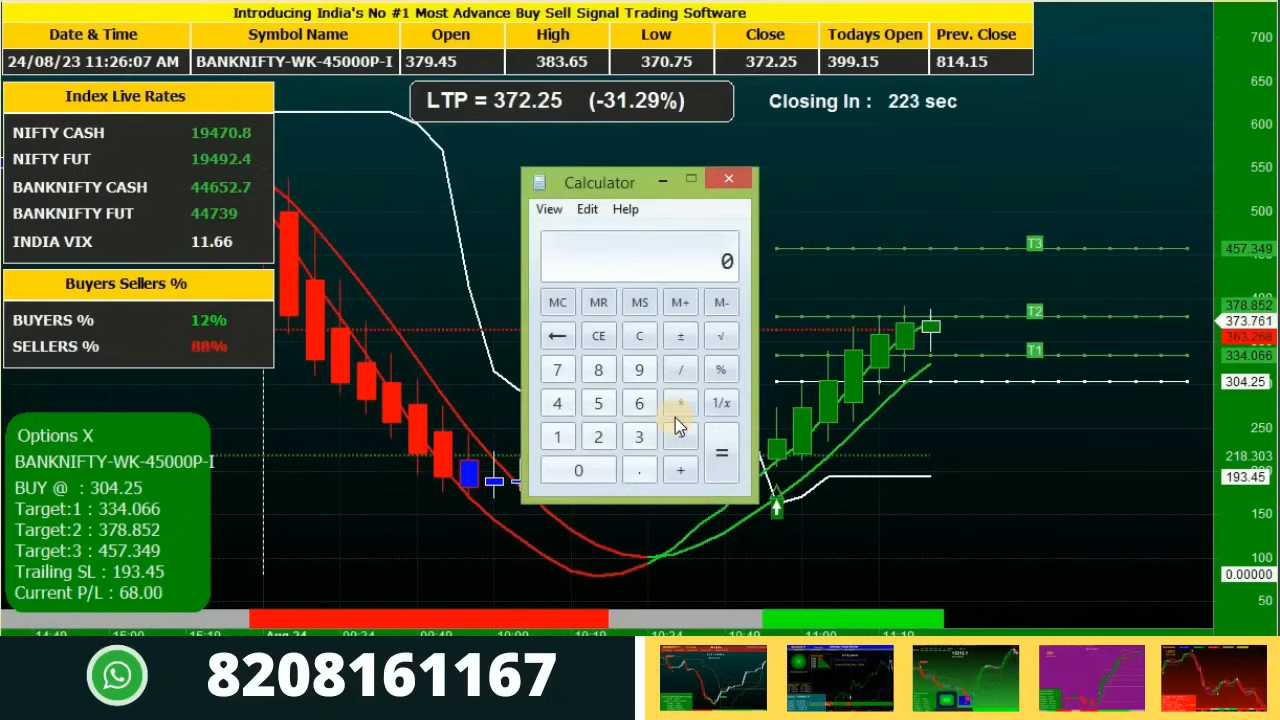 Introducing India's No #1 Most Advance Buy Sell Signal Trading Software
Date & Time Symbol Name Open High Low Close Todays Open Prev. Close
24/08/23 11:26:07 AM BANKNIFTY-WK-45000P-I 379.45 383.65 370.75 372.25 399.15 814.15
Index Live Rates
NIFTY CASH 19470.8
NIFTY FUT 19492.4
BANKNIFTY CASH 44652.7
BANKNIFTY FUT 44739
INDIA VIX 11.66
Buyers Sellers %
BUYERS % 12%
SELLERS % 88%
LTP = 372.25 (-31.29%)
Closing In : 223 sec
Calculator
View Edit Help
0
MC MR MS M+ M-
← CE C ± √
7 8 9 / %
4 5 6 * 1/x
1 2 3
=
0 . +
T3
T2
T1
700
650
600
550
500
457.349
378.852
373.761
363.268
334.066
304.25
250
218.303
193.45
150
100
0.00000
50
Options X
BANKNIFTY-WK-45000P-I
BUY @ : 304.25
Target:1 : 334.066
Target:2 : 378.852
Target:3 : 457.349
Trailing SL : 193.45
Current P/L : 68.00
8208161167